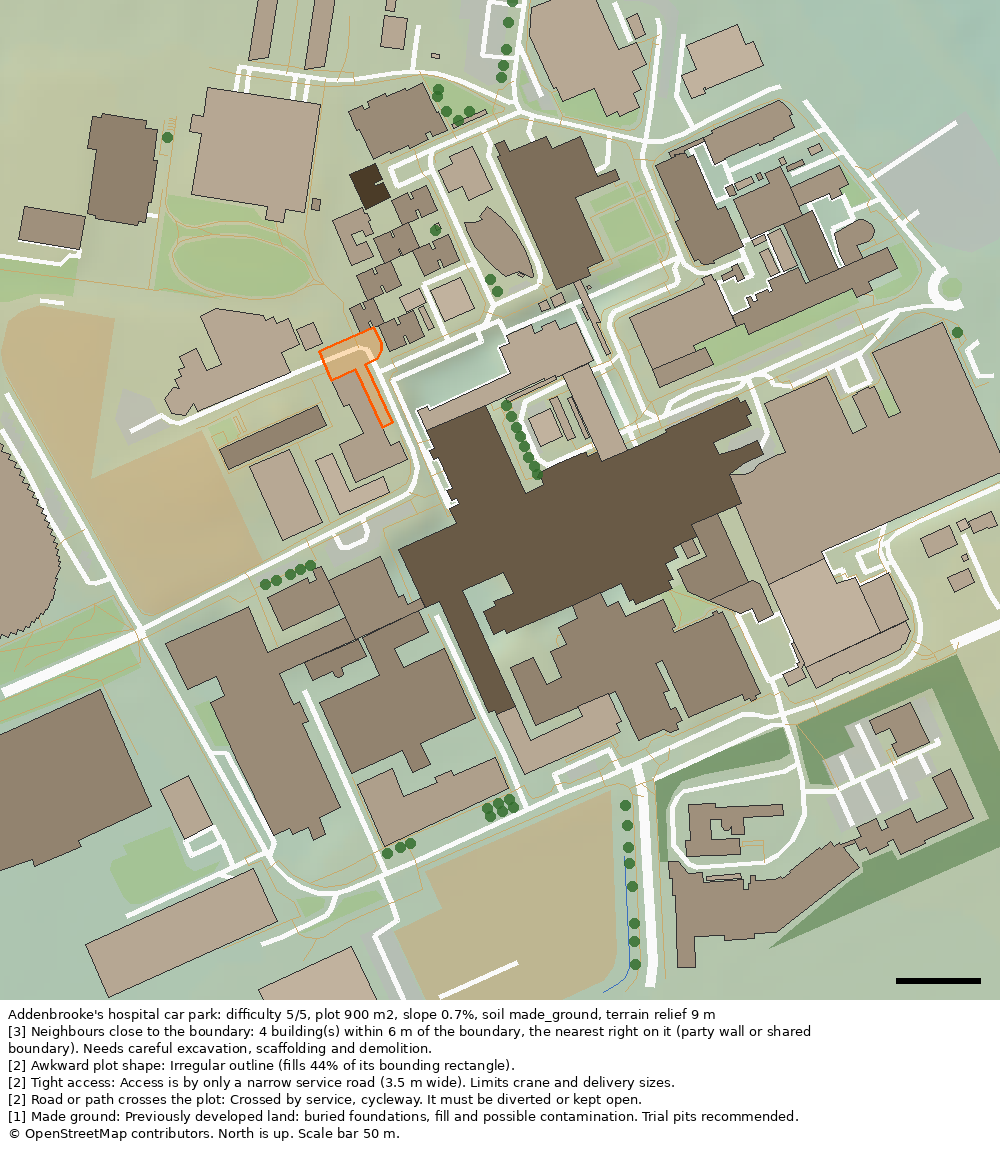 Addenbrooke's hospital car park: difficulty 5/5, plot 900 m2, slope 0.7%, soil made_ground, terrain relief 9 m
[3] Neighbours close to the boundary: 4 building(s) within 6 m of the boundary, the nearest right on it (party wall or shared
boundary). Needs careful excavation, scaffolding and demolition.
[2] Awkward plot shape: Irregular outline (fills 44% of its bounding rectangle).
[2] Tight access: Access is by only a narrow service road (3.5 m wide). Limits crane and delivery sizes.
[2] Road or path crosses the plot: Crossed by service, cycleway. It must be diverted or kept open.
[1] Made ground: Previously developed land: buried foundations, fill and possible contamination. Trial pits recommended.
© OpenStreetMap contributors. North is up. Scale bar 50 m.